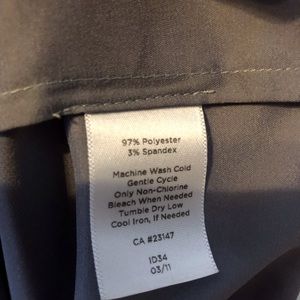 97% Polyester
3% Spandex
Machine Wash Cold
Gentle Cycle
Only Non-Chlorine
Bleach When Needed
Tumble Dry Low
Cool Iron, If Needed
CA #23147
ID34
03/11